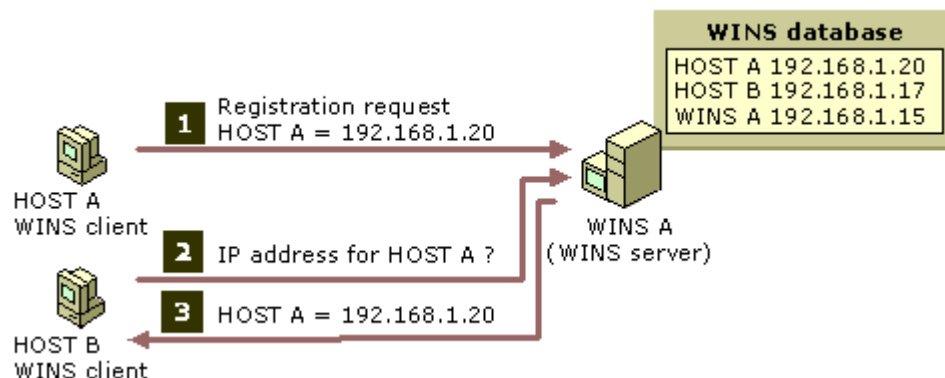 WINS database
HOST A 192.168.1.20
HOST B 192.168.1.17
WINS A 192.168.1.15
1
Registration request
HOST A = 192.168.1.20
HOST A
WINS client
WINS A
(WINS server)
2
IP address for HOST A ?
3
HOST A = 192.168.1.20
HOST B
WINS client